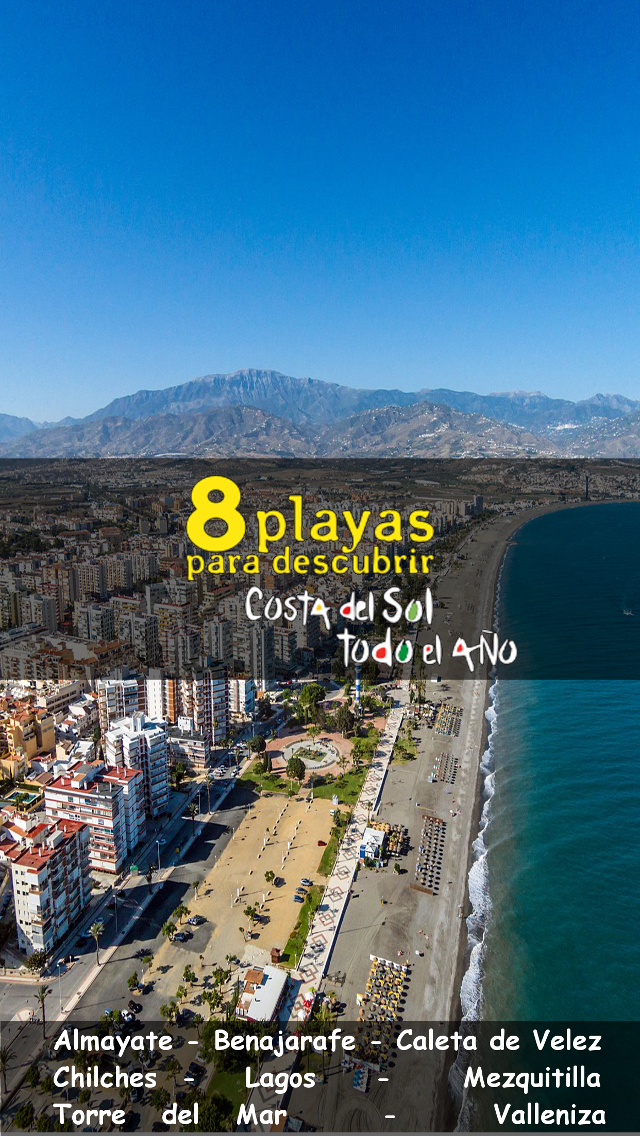 8 playas
para descubrir
Costa del Sol
todo el Año
Almayate - Benajarafe - Caleta de Velez
Chilches - Lagos - Mezquitilla
Torre del Mar - Valleniza